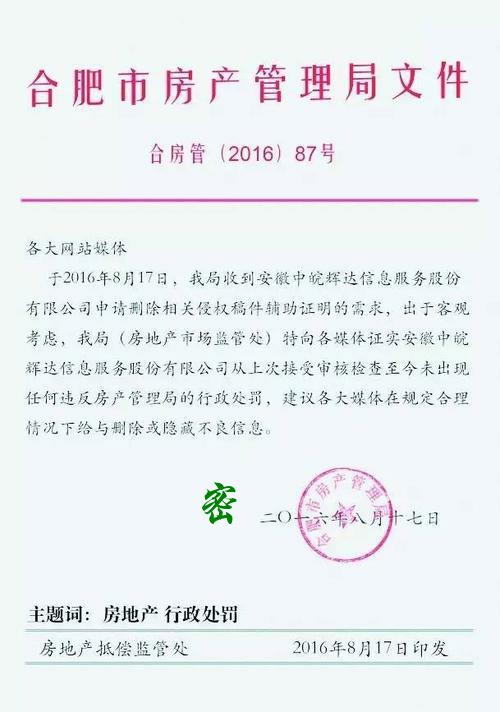 合肥市房产管理局文件
合房管（2016）87号
各大网站媒体
于2016年8月17日，我局收到安徽中皖辉达信息服务股份
有限公司申请删除相关侵权稿件辅助证明的需求，出于客观
考虑，我局（房地产市场监管处）特向各媒体证实安徽中皖
辉达信息服务股份有限公司从上次接受审核检查至今未出现
任何违反房产管理局的行政处罚，建议各大媒体在规定合理
情况下给与删除或隐藏不良信息。
密
合肥市房产管理局
二〇一六年八月十七日
主题词：房地产 行政处罚
房地产抵偿监管处 2016年8月17日印发